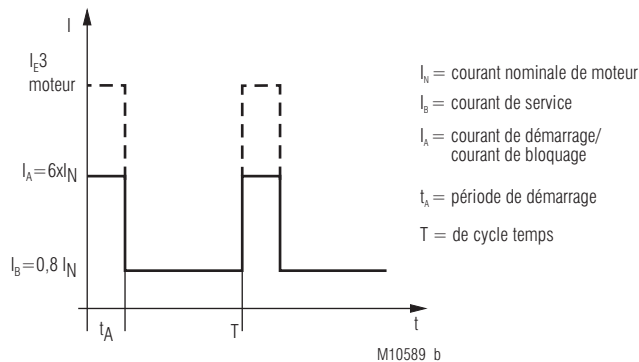 I
I_E3
moteur
I_A=6xI_N
I_B=0,8 I_N
t_A
T
t
I_N = courant nominale de moteur
I_B = courant de service
I_A = courant de démarrage/
courant de bloquage
t_A = période de démarrage
T = de cycle temps
M10589_b